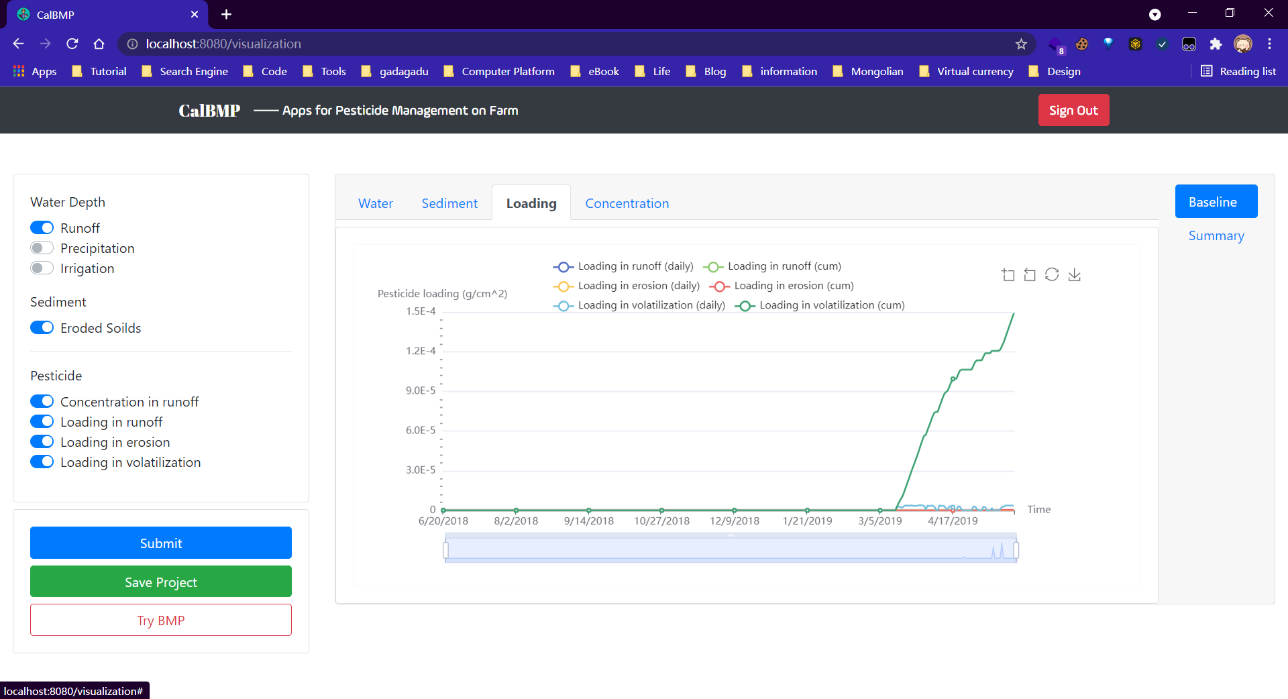 CalBMP
localhost:8080/visualization
8
Apps Tutorial Search Engine Code Tools gadagadu Computer Platform eBook Life Blog information Mongolian Virtual currency Design Reading list
CalBMP —— Apps for Pesticide Management on Farm Sign Out
Water Depth
Runoff
Precipitation
Irrigation
Sediment
Eroded Soilds
Pesticide
Concentration in runoff
Loading in runoff
Loading in erosion
Loading in volatilization
Submit
Save Project
Try BMP
Water Sediment Loading Concentration
Baseline
Summary
Loading in runoff (daily) Loading in runoff (cum)
Loading in erosion (daily) Loading in erosion (cum)
Loading in volatilization (daily) Loading in volatilization (cum)
Pesticide loading (g/cm^2)
1.5E-4
1.2E-4
9.0E-5
6.0E-5
3.0E-5
0
6/20/2018 8/2/2018 9/14/2018 10/27/2018 12/9/2018 1/21/2019 3/5/2019 4/17/2019
Time
localhost:8080/visualization#